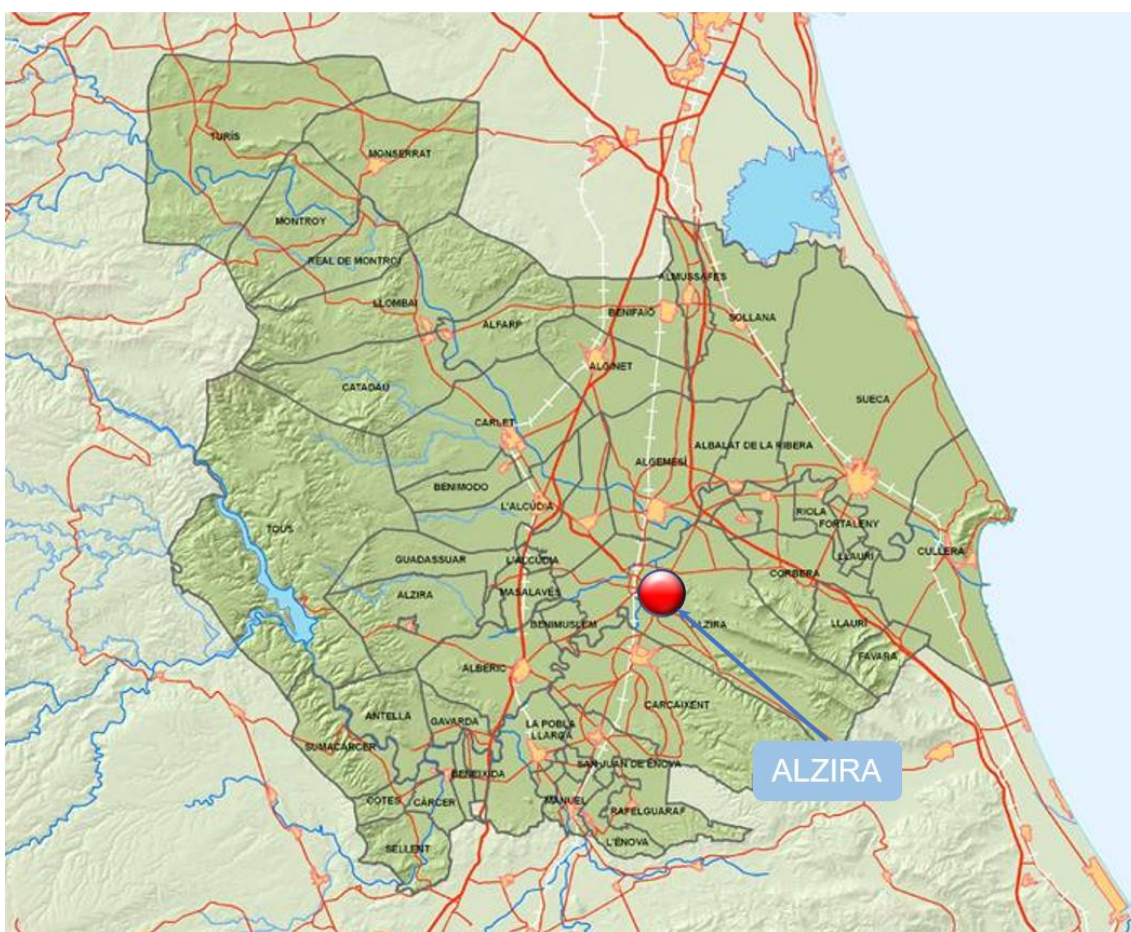 TURÍS
MONSERRAT
MONTROY
REAL DE MONTROI
ALMUSSAFES
LLOMBAI
ALFARP
BENIFAIÓ
SOLLANA
ALGINET
CATADAU
SUECA
CARLET
ALBALAT DE LA RIBERA
ALGEMESÍ
BENIMODO
L'ALCÚDIA
RIOLA
FORTALENY
TOUS
GUADASSUAR
L'ALCÚDIA
LLAURÍ
CULLERA
CORBERA
ALZIRA
MASALAVÉS
BENIMUSLEM
ALZIRA
LLAURÍ
FAVARA
ALBERIC
CARCAIXENT
ANTELLA
GAVARDA
LA POBLA
LLARGA
SUMACÀRCER
SAN JUAN DE ÉNOVA
BENEIXIDA
ALZIRA
COTES
CÀRCER
MANUEL
RAFELGUARAF
L'ÈNOVA
SELLENT